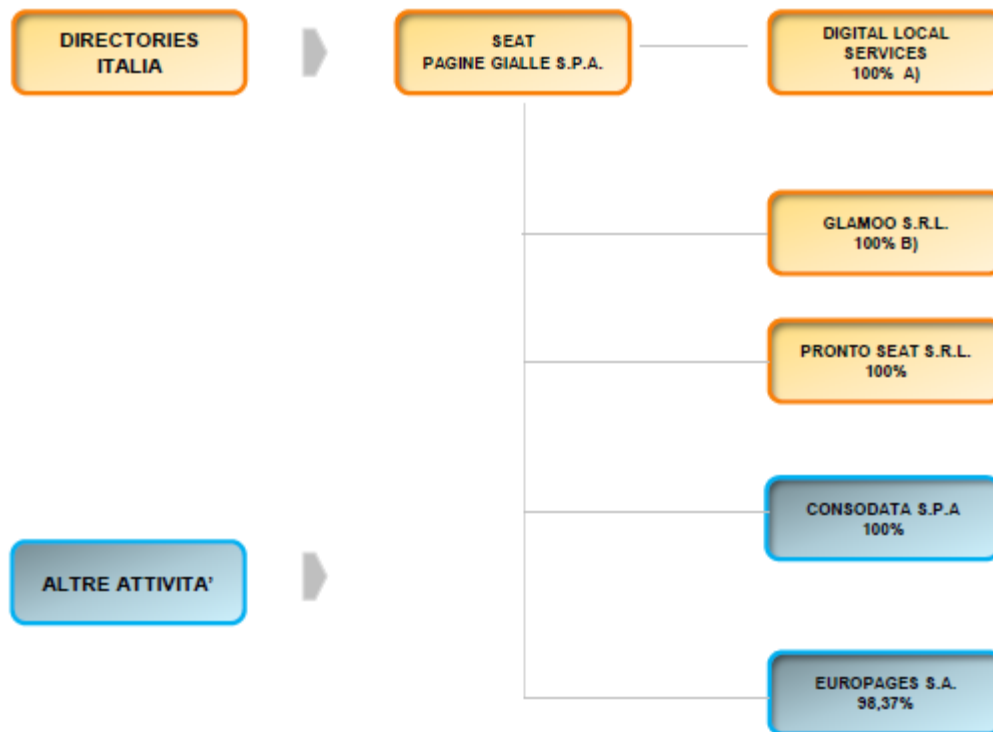 DIRECTORIES
ITALIA
SEAT
PAGINE GIALLE S.P.A.
DIGITAL LOCAL
SERVICES
100% A)
GLAMOO S.R.L.
100% B)
PRONTO SEAT S.R.L.
100%
CONSODATA S.P.A
100%
ALTRE ATTIVITA'
EUROPAGES S.A.
98,37%